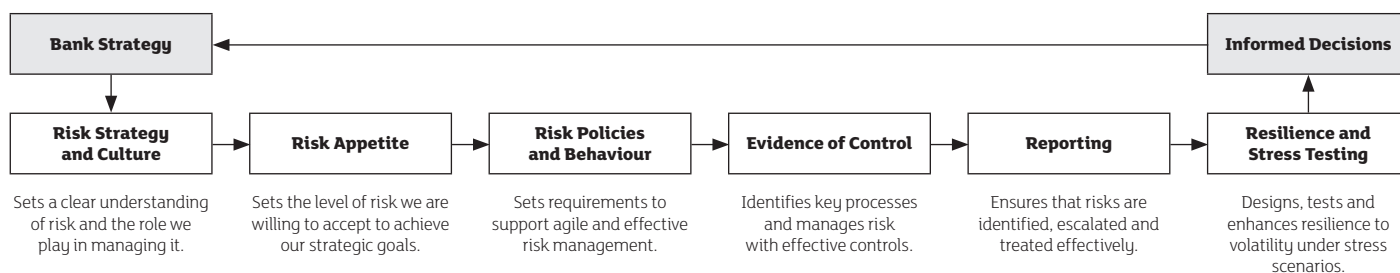 Bank Strategy
Informed Decisions
Risk Strategy
and Culture
Risk Appetite
Risk Policies
and Behaviour
Evidence of Control
Reporting
Resilience and
Stress Testing
Sets a clear understanding
of risk and the role we
play in managing it.
Sets the level of risk we are
willing to accept to achieve
our strategic goals.
Sets requirements to
support agile and effective
risk management.
Identifies key processes
and manages risk
with effective controls.
Ensures that risks are
identified, escalated and
treated effectively.
Designs, tests and
enhances resilience to
volatility under stress
scenarios.